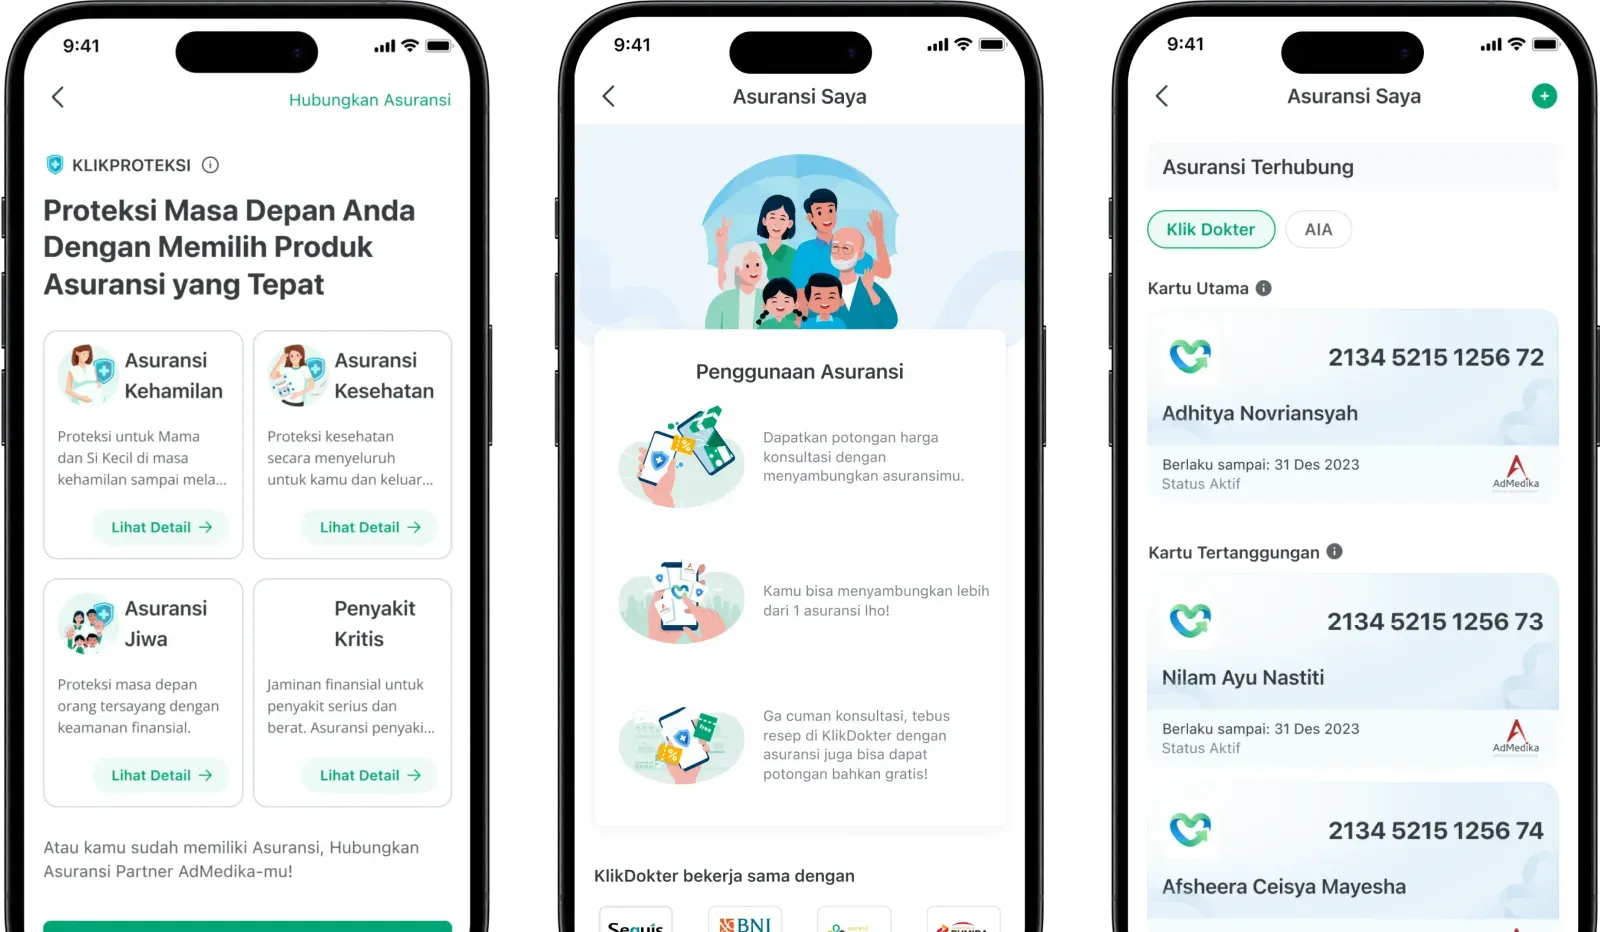 9:41
Hubungkan Asuransi
KLIKPROTEKSI
Proteksi Masa Depan Anda
Dengan Memilih Produk
Asuransi yang Tepat
Asuransi
Kehamilan
Proteksi untuk Mama
dan Si Kecil di masa
kehamilan sampai mela...
Lihat Detail
Asuransi
Kesehatan
Proteksi kesehatan
secara menyeluruh
untuk kamu dan keluar...
Lihat Detail
Asuransi
Jiwa
Proteksi masa depan
orang tersayang dengan
keamanan finansial.
Lihat Detail
Penyakit
Kritis
Jaminan finansial untuk
penyakit serius dan
berat. Asuransi penyaki...
Lihat Detail
Atau kamu sudah memiliki Asuransi, Hubungkan
Asuransi Partner AdMedika-mu!
9:41
Asuransi Saya
Penggunaan Asuransi
Dapatkan potongan harga
konsultasi dengan
menyambungkan asuransimu.
Kamu bisa menyambungkan lebih
dari 1 asuransi lho!
free
Ga cuman konsultasi, tebus
resep di KlikDokter dengan
asuransi juga bisa dapat
potongan bahkan gratis!
KlikDokter bekerja sama dengan
Sequis
BNI
9:41
Asuransi Saya
Asuransi Terhubung
Klik Dokter
AIA
Kartu Utama
2134 5215 1256 72
Adhitya Novriansyah
Berlaku sampai: 31 Des 2023
Status Aktif
AdMedika
Kartu Tertanggungan
2134 5215 1256 73
Nilam Ayu Nastiti
Berlaku sampai: 31 Des 2023
Status Aktif
AdMedika
2134 5215 1256 74
Afsheera Ceisya Mayesha